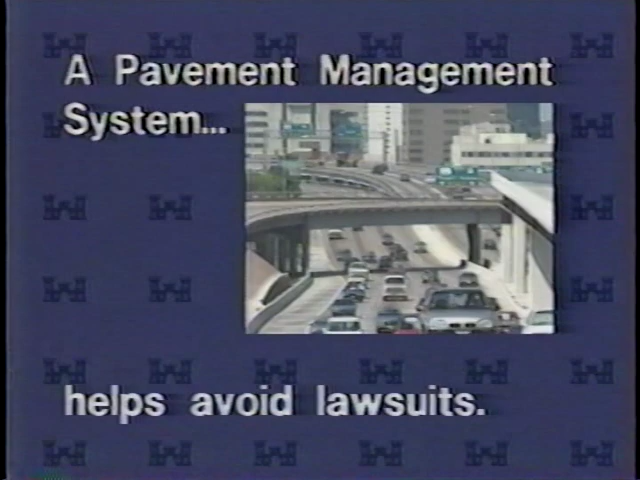 A Pavement Management
System...
helps avoid lawsuits.